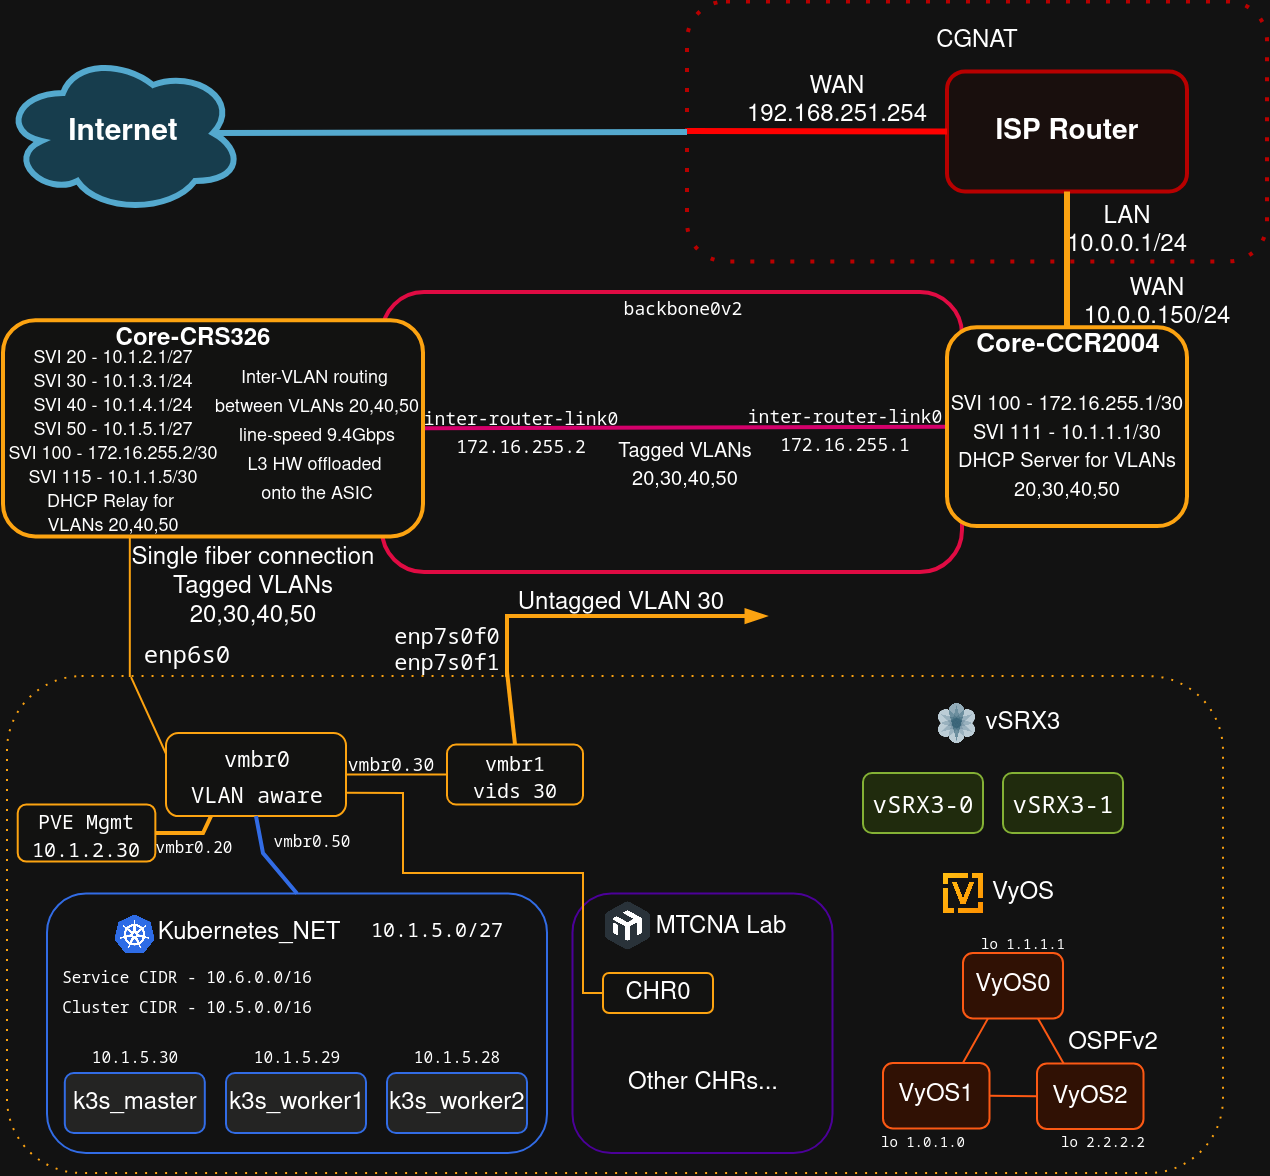 CGNAT
WAN
192.168.251.254
Internet
ISP Router
LAN
10.0.0.1/24
WAN
10.0.0.150/24
backbone0v2
Core-CRS326
SVI 20 - 10.1.2.1/27
SVI 30 - 10.1.3.1/24
SVI 40 - 10.1.4.1/24
SVI 50 - 10.1.5.1/27
SVI 100 - 172.16.255.2/30
SVI 115 - 10.1.1.5/30
DHCP Relay for
VLANs 20,40,50
Inter-VLAN routing
between VLANs 20,40,50
line-speed 9.4Gbps
L3 HW offloaded
onto the ASIC
inter-router-link0
172.16.255.2
Tagged VLANs
20,30,40,50
inter-router-link0
172.16.255.1
Core-CCR2004
SVI 100 - 172.16.255.1/30
SVI 111 - 10.1.1.1/30
DHCP Server for VLANs
20,30,40,50
Single fiber connection
Tagged VLANs
20,30,40,50
enp6s0
Untagged VLAN 30
enp7s0f0
enp7s0f1
vmbr0
VLAN aware
vmbr0.30
vmbr1
vids 30
PVE Mgmt
10.1.2.30
vmbr0.20
vmbr0.50
vSRX3
vSRX3-0
vSRX3-1
Kubernetes_NET
10.1.5.0/27
Service CIDR - 10.6.0.0/16
Cluster CIDR - 10.5.0.0/16
10.1.5.30
10.1.5.29
10.1.5.28
k3s_master
k3s_worker1
k3s_worker2
MTCNA Lab
CHR0
Other CHRs...
VyOS
lo 1.1.1.1
VyOS0
OSPFv2
VyOS1
VyOS2
lo 1.0.1.0
lo 2.2.2.2